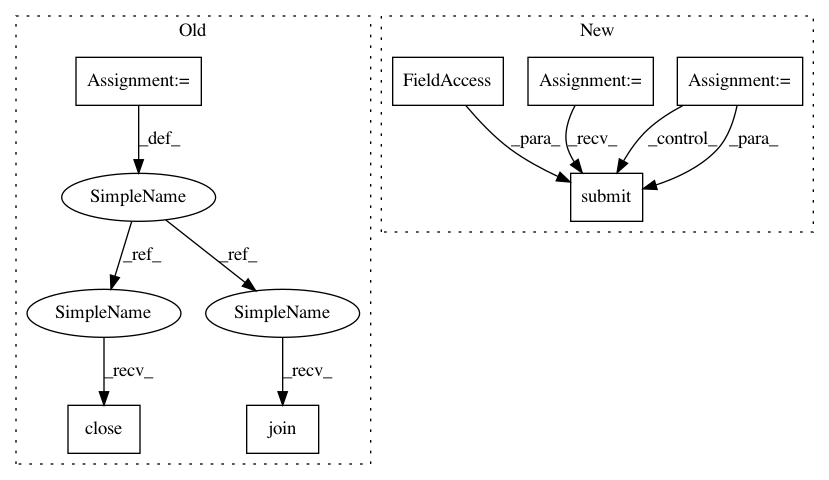 Old
New
Assignment:=
FieldAccess
Assignment:=
Assignment:=
_def_
_para_
_recv_
_control_
_para_
SimpleName
submit
_ref_
_ref_
SimpleName
SimpleName
_recv_
_recv_
close
join